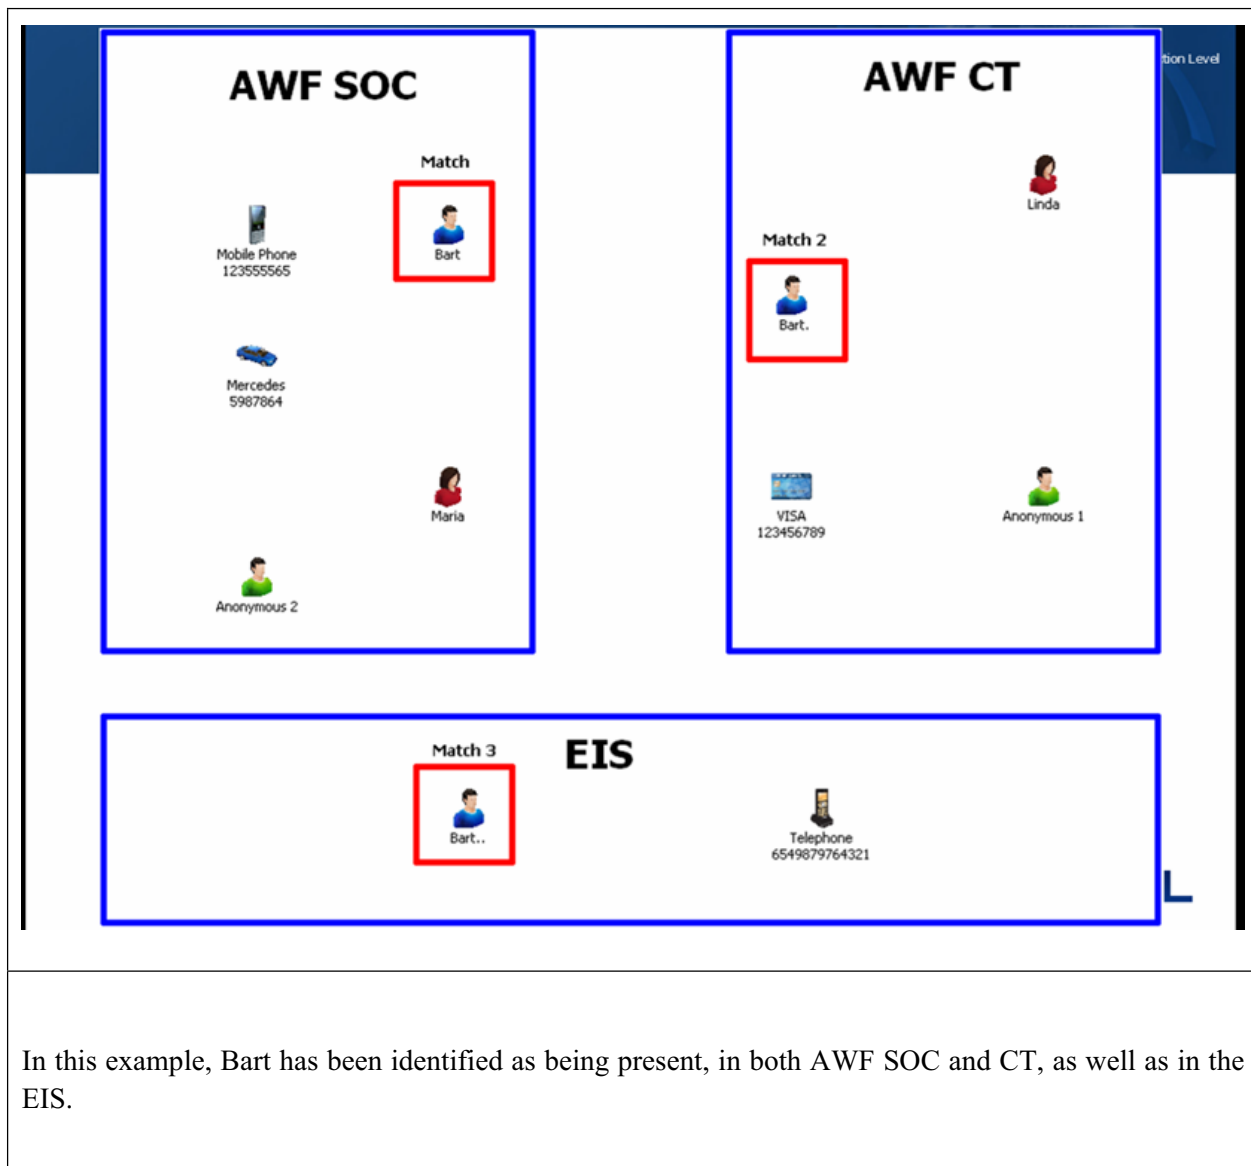 tion Level
AWF SOC
Match
Mobile Phone
123555565
Bart
Mercedes
5987864
Maria
Anonymous 2
AWF CT
Linda
Match 2
Bart.
VISA
123456789
Anonymous 1
EIS
Match 3
Bart..
Telephone
6549879764321
L
In this example, Bart has been identified as being present, in both AWF SOC and CT, as well as in the
EIS.